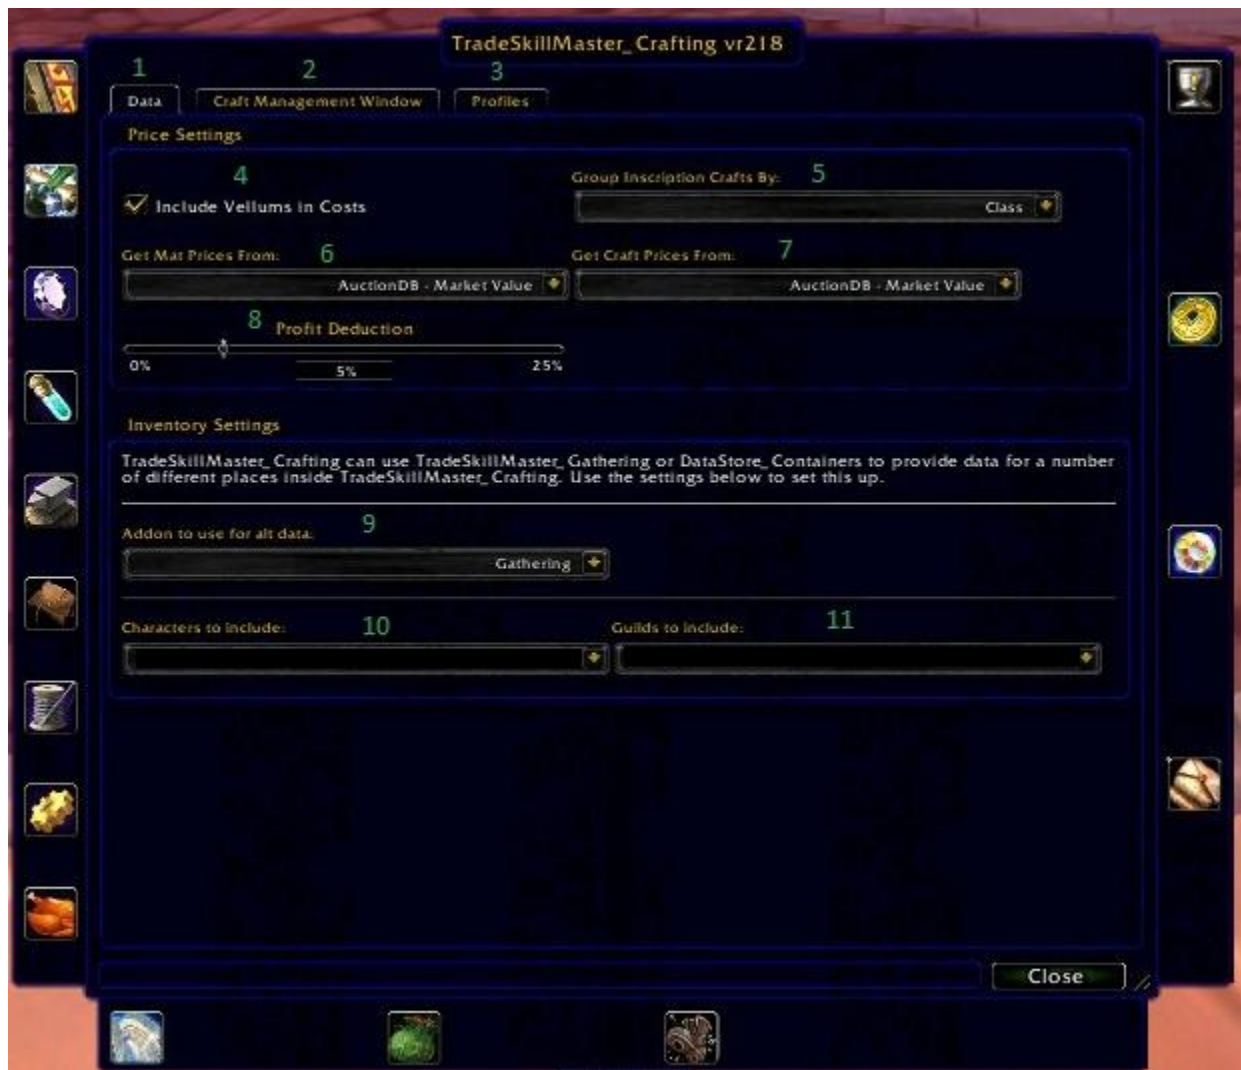 TradeSkillMaster_Crafting vr218
1 2 3
Data Craft Management Window Profiles
Price Settings
4
Include Vellums in Costs
Group Inscription Crafts By: 5
Class
Get Mat Prices From: 6
AuctionDB - Market Value
Get Craft Prices From: 7
AuctionDB - Market Value
8 Profit Deduction
0% 5% 25%
Inventory Settings
TradeSkillMaster_Crafting can use TradeSkillMaster_Gathering or DataStore_Containers to provide data for a number
of different places inside TradeSkillMaster_Crafting. Use the settings below to set this up.
Addon to use for alt data: 9
Gathering
Characters to include: 10
Guilds to include: 11
Close